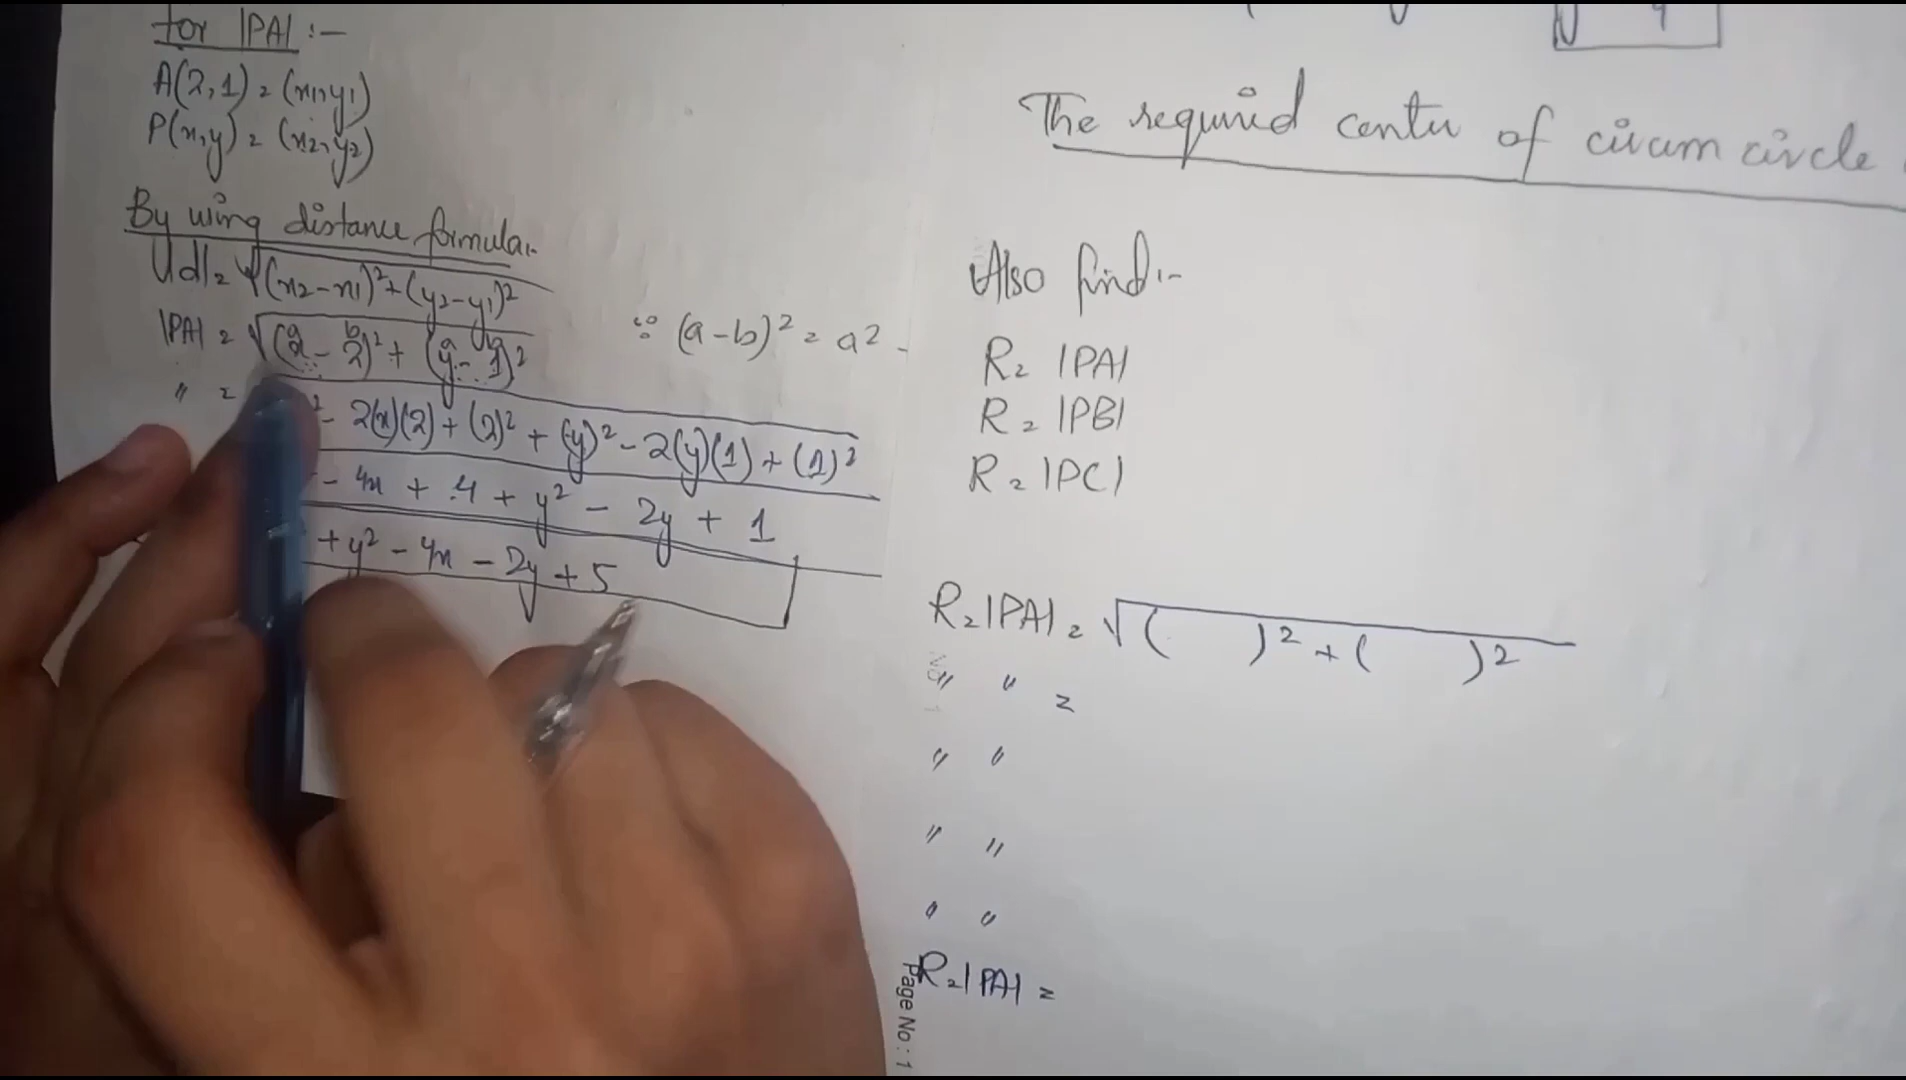 for |PA| :-
A(2,1) = (x1,y1)
P(x,y) = (x2,y2)
By using distance formula:-
|d| = √(x2-x1)²+(y2-y1)²
|PA| = √(x - 2)² + (y - 1)²
a b a b
∵ (a-b)² = a² -
" = ² - 2(x)(2) + (2)² + (y)² - 2(y)(1) + (1)²
- 4x + 4 + y² - 2y + 1
+ y² - 4x - 2y + 5
The required center of circum circle
Also find:-
R = |PA|
R = |PB|
R = |PC|
R = |PA| = √( )² + ( )²
" " =
" "
" "
" "
R = |PA| =
Page No: 1